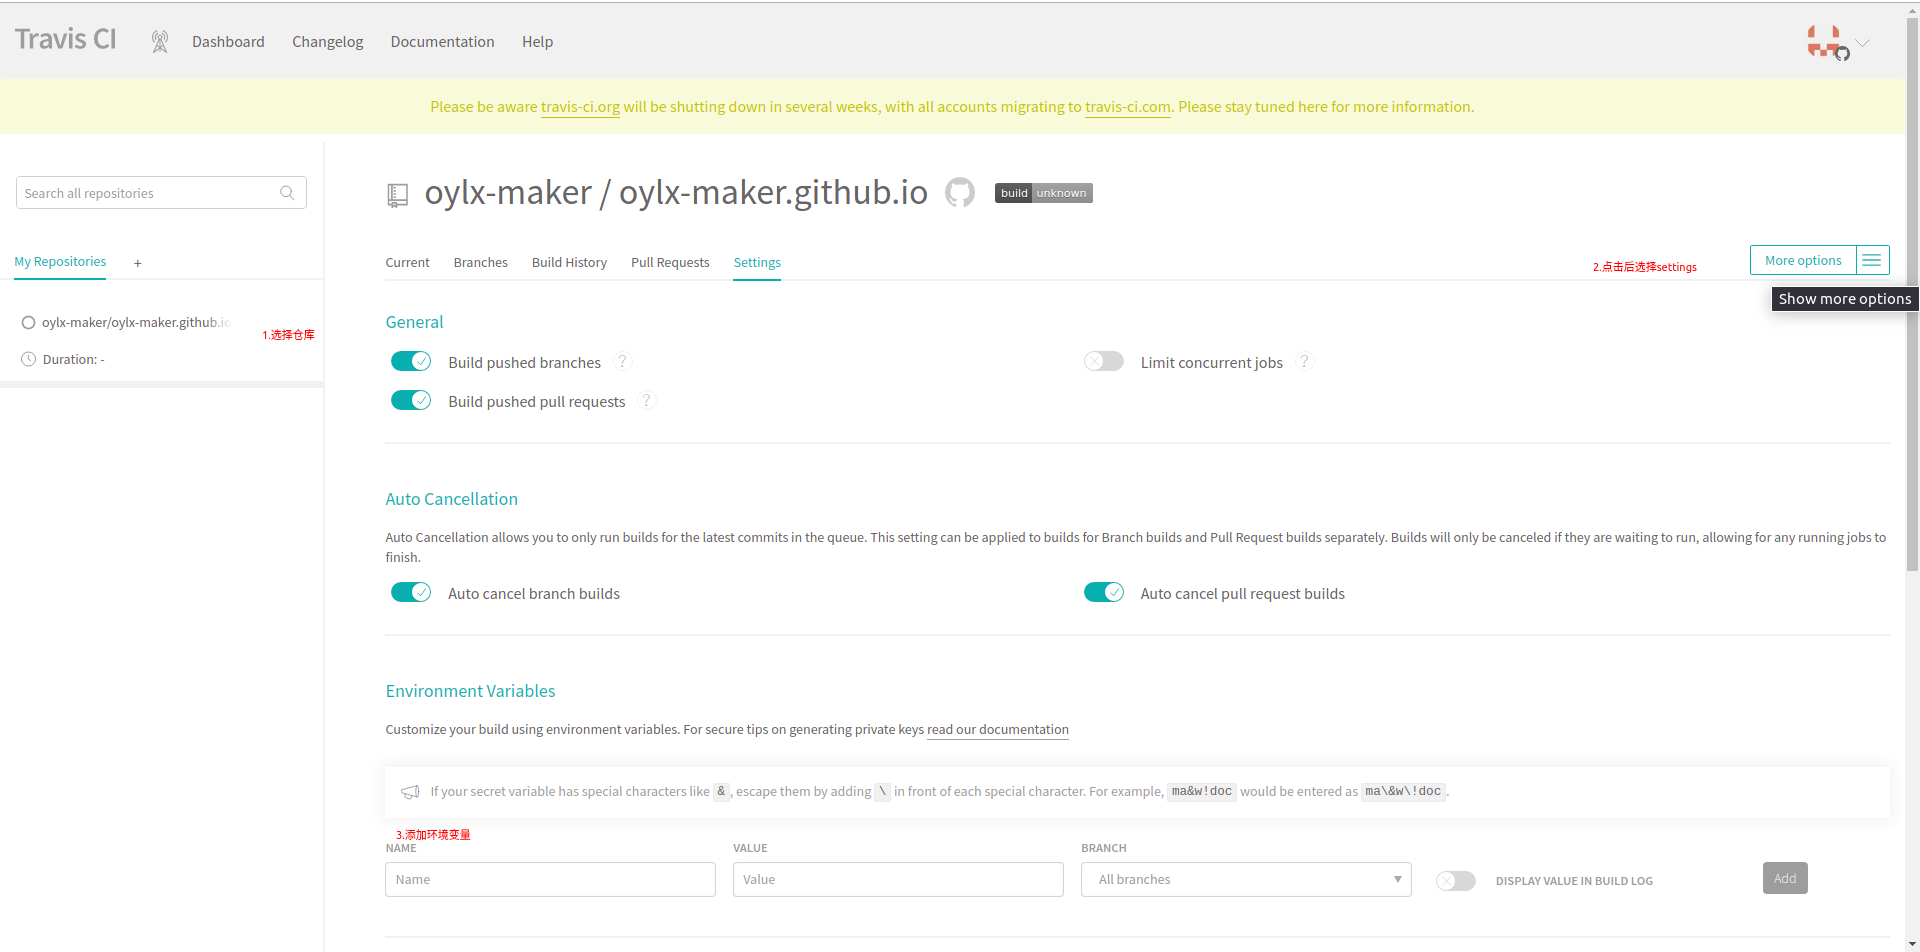 Travis CI
Dashboard
Changelog
Documentation
Help
Please be aware travis-ci.org will be shutting down in several weeks, with all accounts migrating to travis-ci.com. Please stay tuned here for more information.
Search all repositories
oylx-maker / oylx-maker.github.io
build unknown
My Repositories
+
Current
Branches
Build History
Pull Requests
Settings
2.点击后选择settings
More options
Show more options
oylx-maker/oylx-maker.github.io
1.选择仓库
Duration: -
General
Build pushed branches ?
Limit concurrent jobs ?
Build pushed pull requests ?
Auto Cancellation
Auto Cancellation allows you to only run builds for the latest commits in the queue. This setting can be applied to builds for Branch builds and Pull Request builds separately. Builds will only be canceled if they are waiting to run, allowing for any running jobs to
finish.
Auto cancel branch builds
Auto cancel pull request builds
Environment Variables
Customize your build using environment variables. For secure tips on generating private keys read our documentation
If your secret variable has special characters like &, escape them by adding \ in front of each special character. For example, ma&w!doc would be entered as ma\&w\!doc.
3.添加环境变量
NAME
VALUE
BRANCH
Name
Value
All branches
DISPLAY VALUE IN BUILD LOG
Add